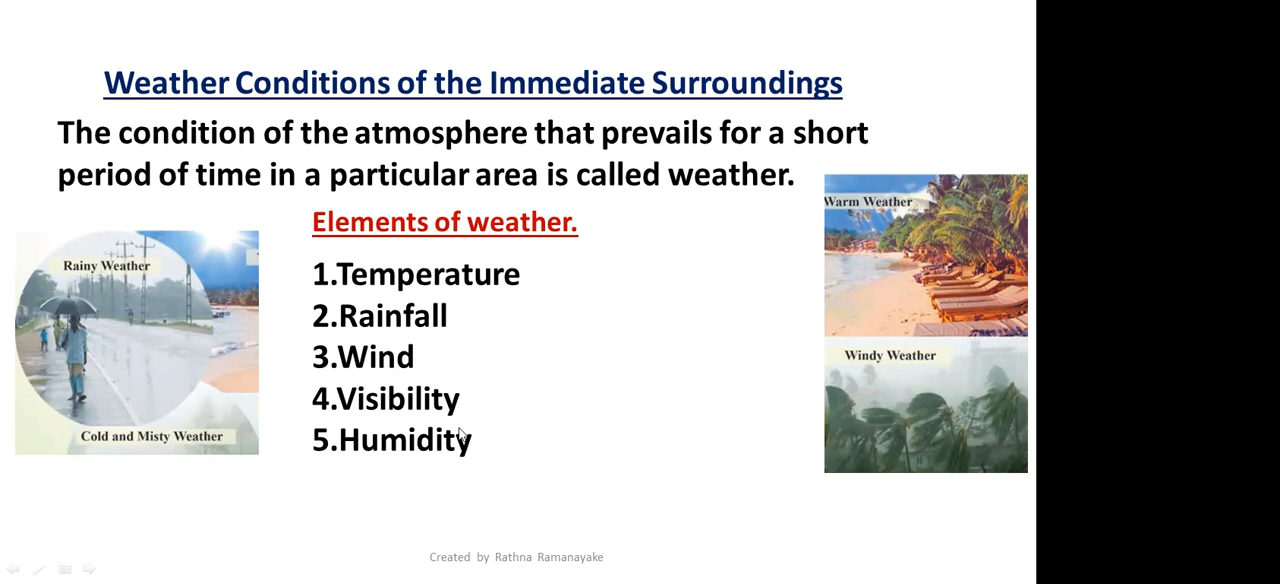 Weather Conditions of the Immediate Surroundings
The condition of the atmosphere that prevails for a short
period of time in a particular area is called weather.
Elements of weather.
1.Temperature
2.Rainfall
3.Wind
4.Visibility
5.Humidity
Rainy Weather
Cold and Misty Weather
Warm Weather
Windy Weather
Created by Rathna Ramanayake